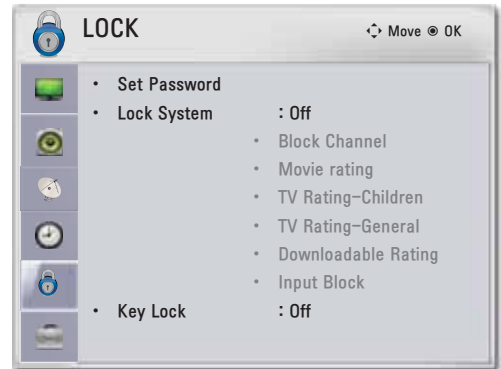 LOCK
Move ◉ OK
• Set Password
• Lock System : Off
• Block Channel
• Movie rating
• TV Rating-Children
• TV Rating-General
• Downloadable Rating
• Input Block
• Key Lock : Off